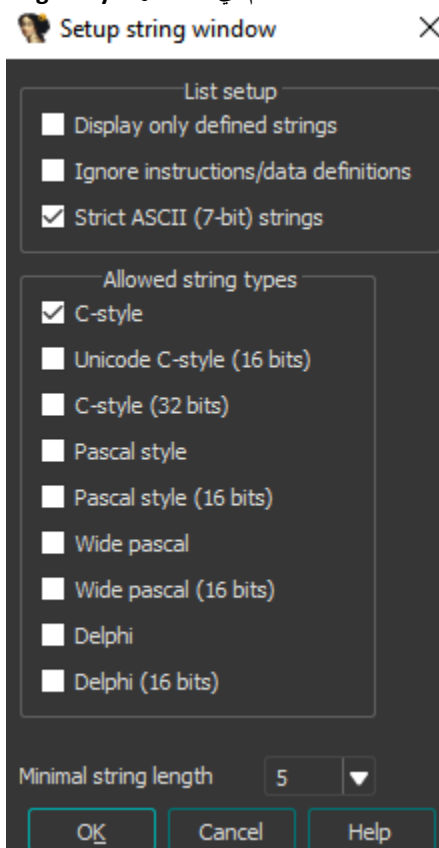 Setup string window
List setup
Display only defined strings
Ignore instructions/data definitions
Strict ASCII (7-bit) strings
Allowed string types
C-style
Unicode C-style (16 bits)
C-style (32 bits)
Pascal style
Pascal style (16 bits)
Wide pascal
Wide pascal (16 bits)
Delphi
Delphi (16 bits)
Minimal string length 5
OK Cancel Help